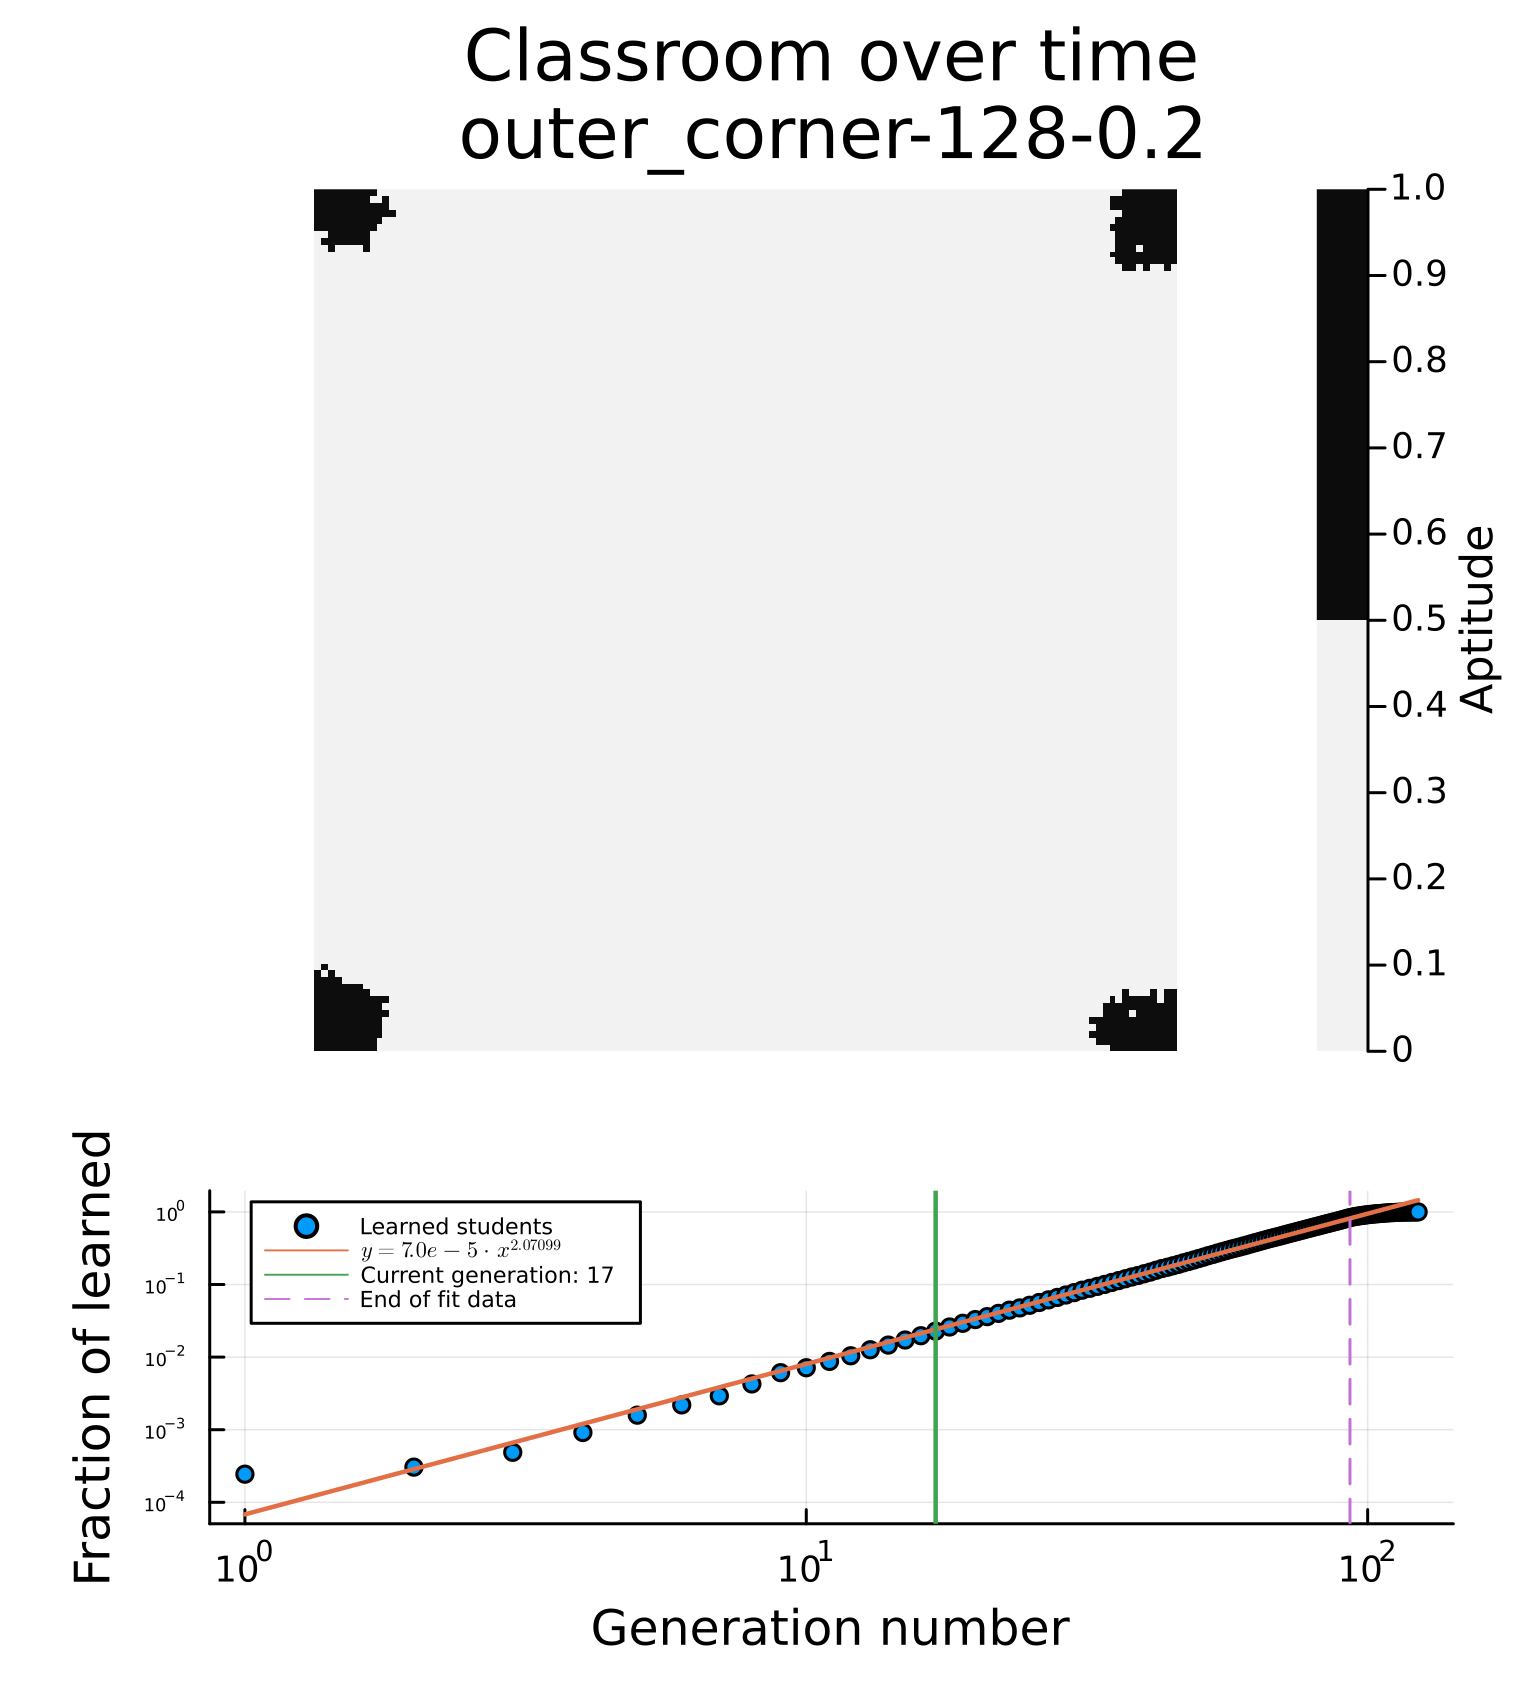 Classroom over time
outer_corner-128-0.2
1.0
0.9
0.8
0.7
0.6
0.5
0.4
0.3
0.2
0.1
0
Aptitude
Fraction of learned
10^0
10^-1
10^-2
10^-3
10^-4
Learned students
y = 7.0e − 5 · x^2.07099
Current generation: 17
End of fit data
10^0
10^1
10^2
Generation number